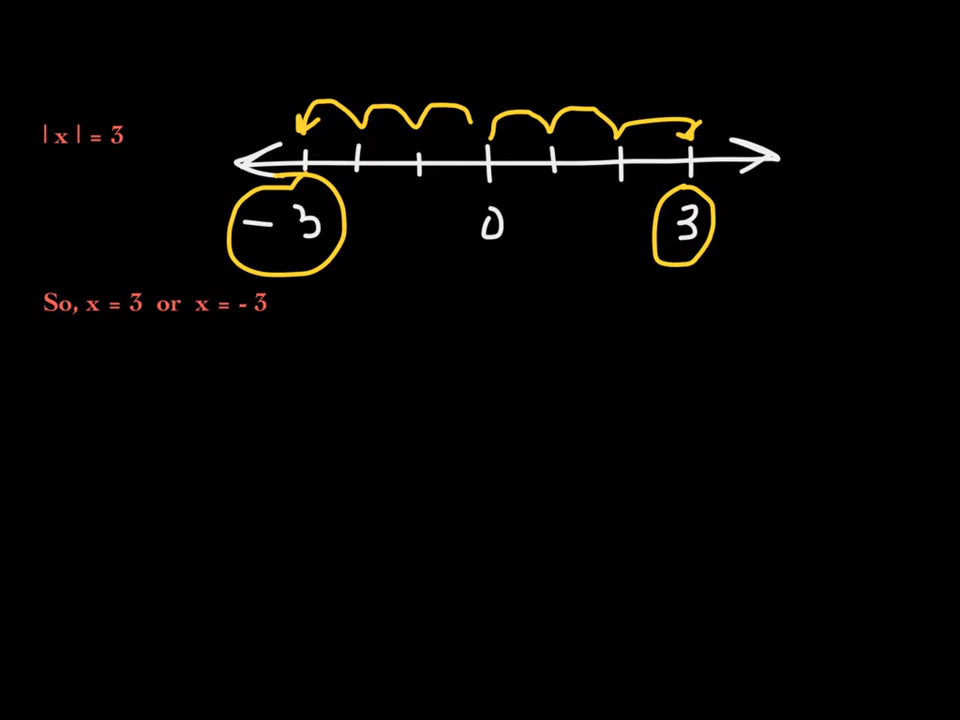 | x | = 3
- 3 0 3
So, x = 3 or x = - 3